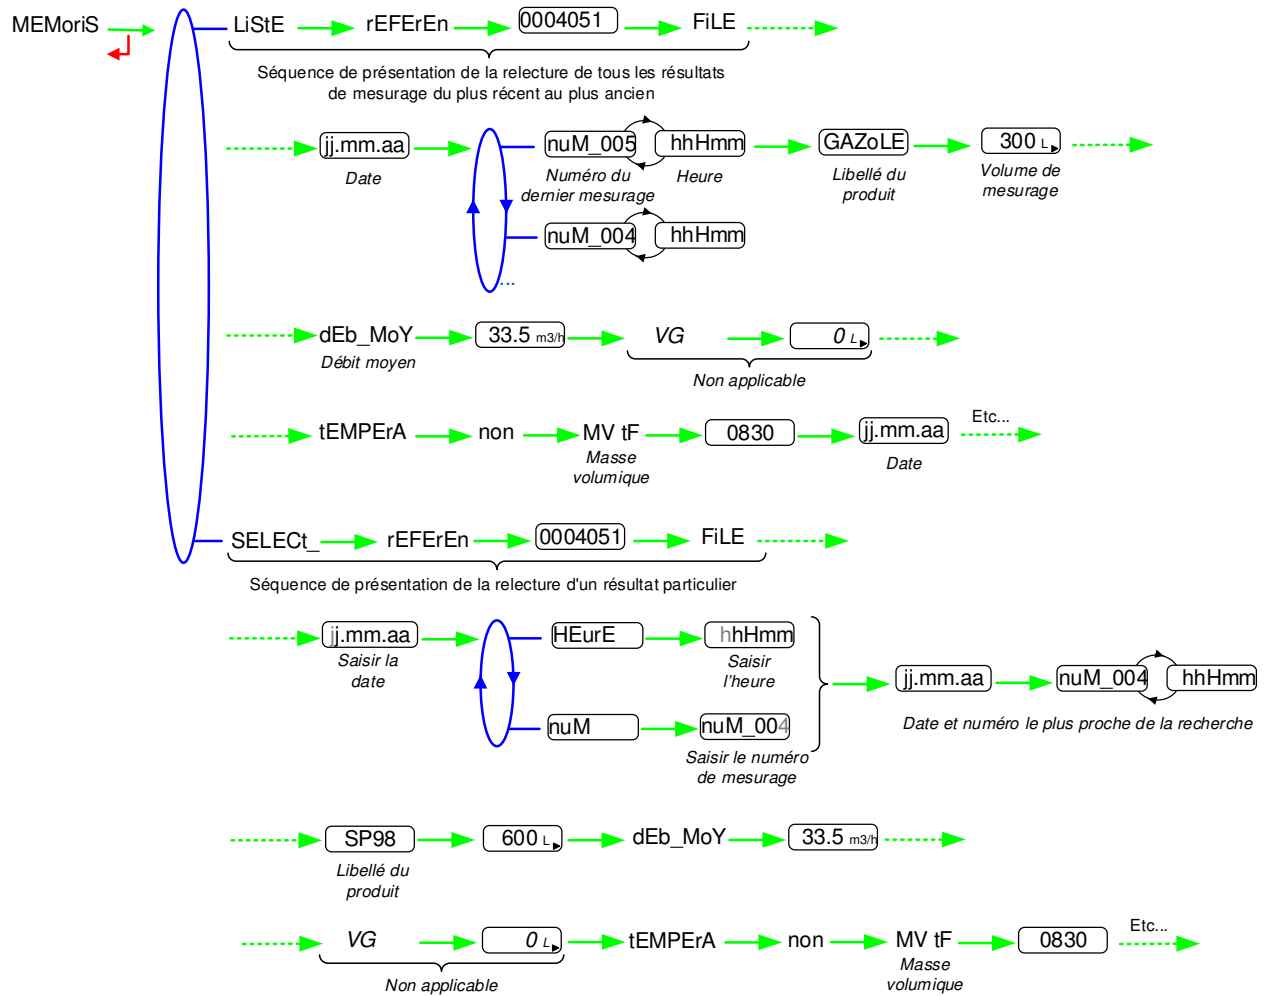 MEMoriS LiStE rEFErEn 0004051 FiLE
Séquence de présentation de la relecture de tous les résultats
de mesurage du plus récent au plus ancien
jj.mm.aa nuM_005 hhHmm GAZoLE 300 L
Date Numéro du Heure Libellé du Volume de
dernier mesurage produit mesurage
nuM_004 hhHmm
...
dEb_MoY 33.5 m3/h VG 0 L
Débit moyen
Non applicable
tEMPErA non MV tF 0830 jj.mm.aa Etc...
Masse Date
volumique
SELECt_ rEFErEn 0004051 FiLE
Séquence de présentation de la relecture d'un résultat particulier
jj.mm.aa HEurE hhHmm
Saisir la Saisir
date l'heure
jj.mm.aa nuM_004 hhHmm
Date et numéro le plus proche de la recherche
nuM nuM_004
Saisir le numéro
de mesurage
SP98 600 L dEb_MoY 33.5 m3/h
Libellé du
produit
VG 0 L tEMPErA non MV tF 0830 Etc...
Masse
Non applicable volumique